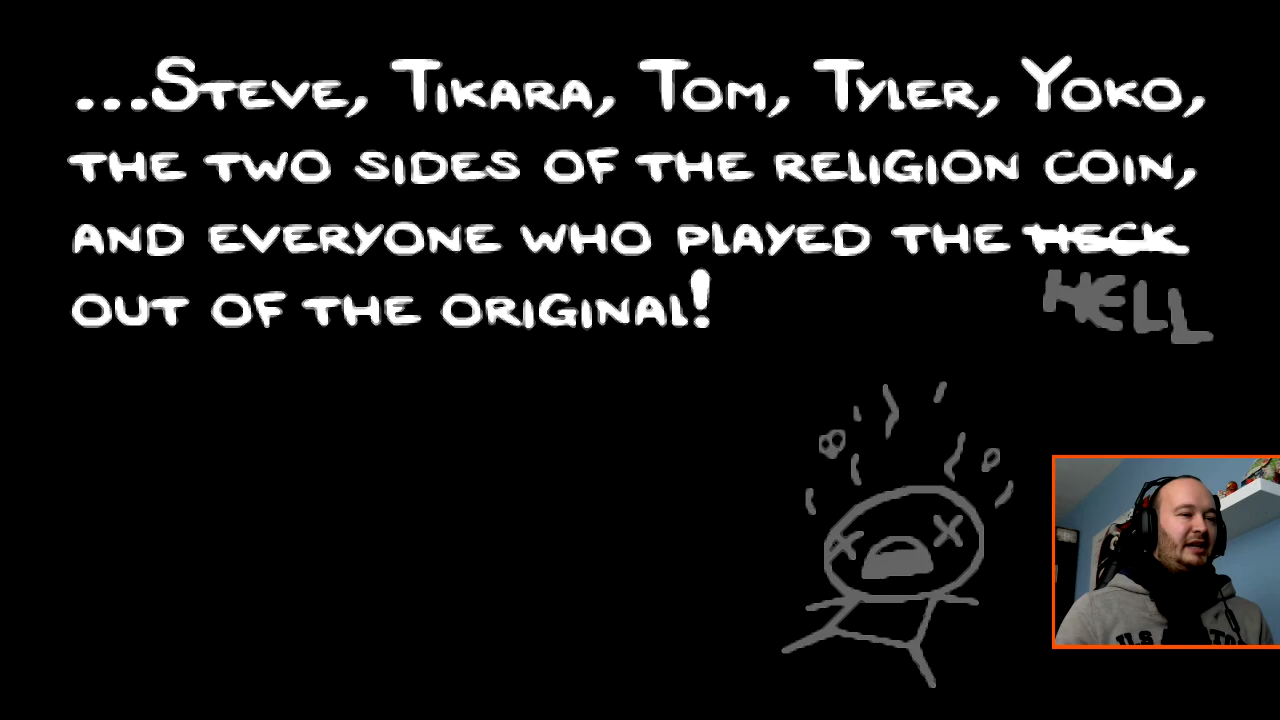 ...Steve, Tikara, Tom, Tyler, Yoko,
the two sides of the religion coin,
and everyone who played the heck
HELL
out of the original!
U.S.